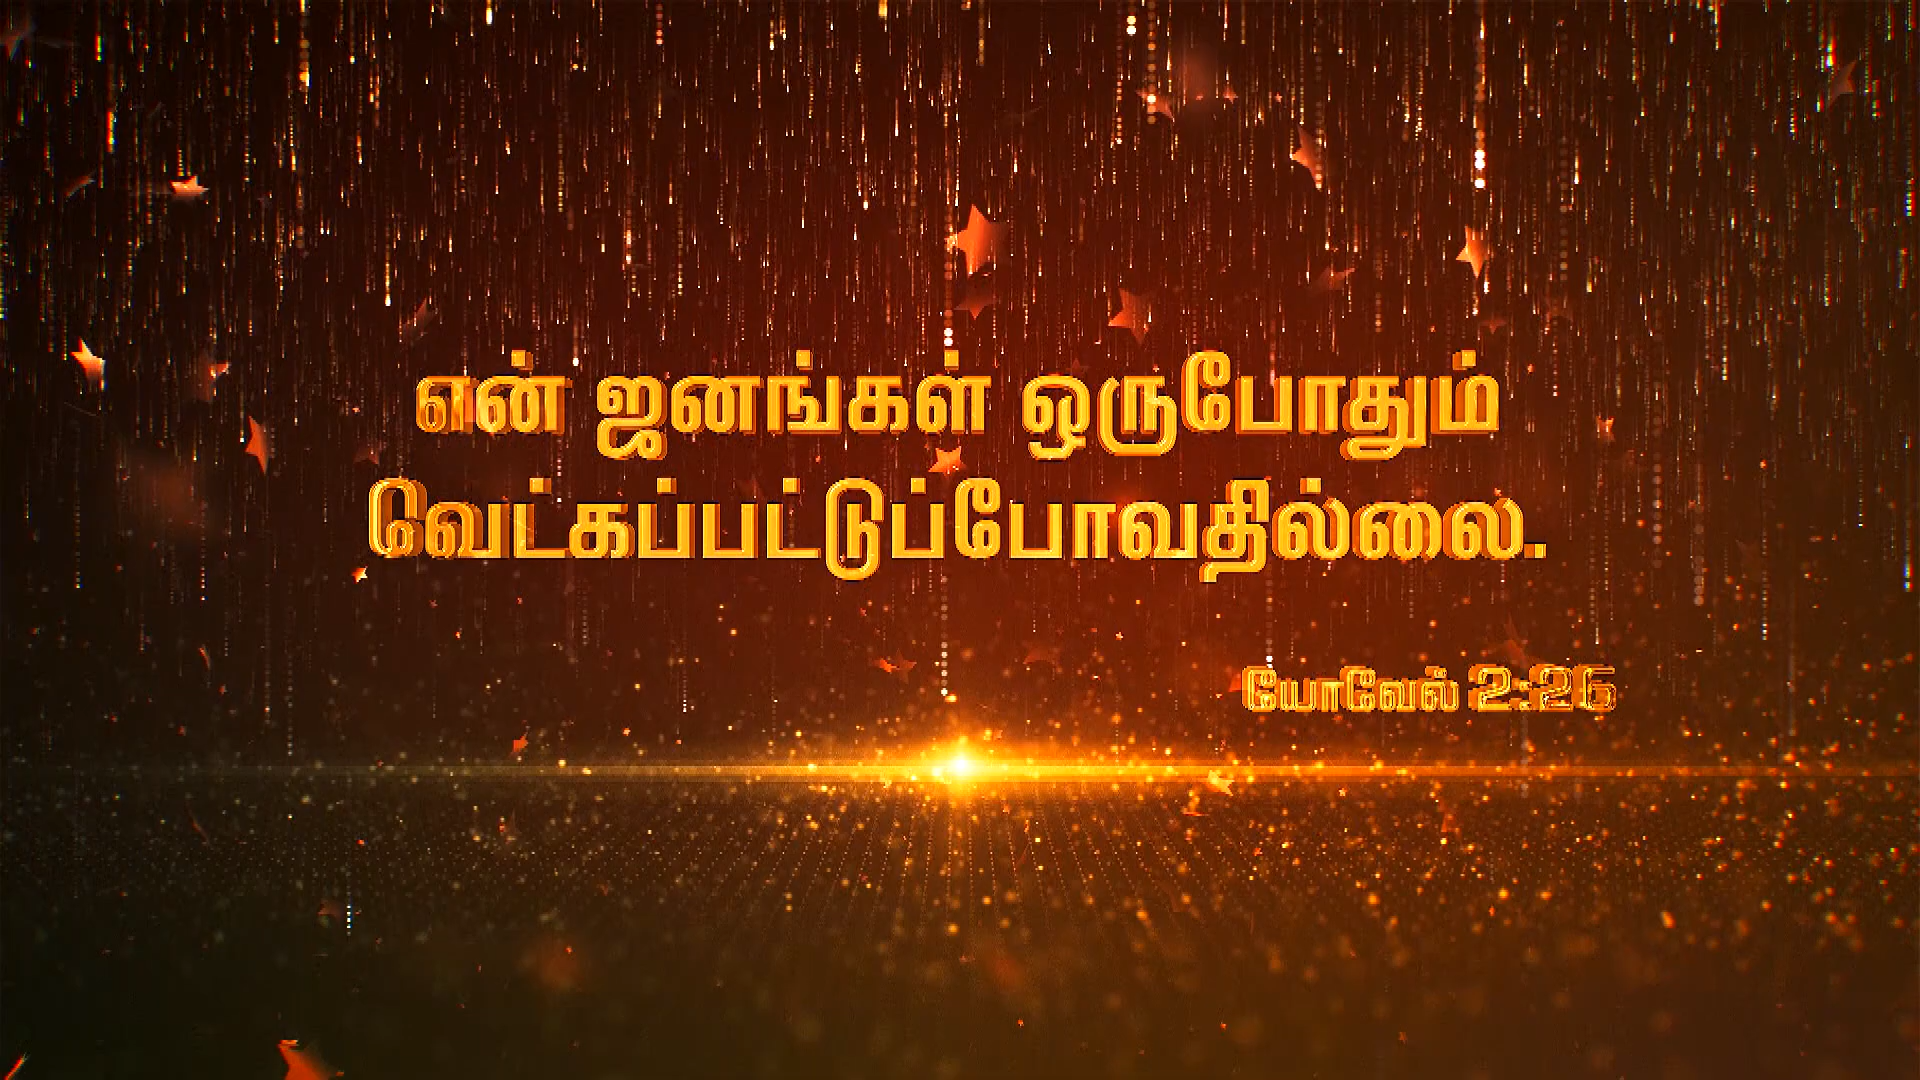 என் ஜனங்கள் ஒருபோதும்
வெட்கப்பட்டுப்போவதில்லை.
யோவேல் 2:26